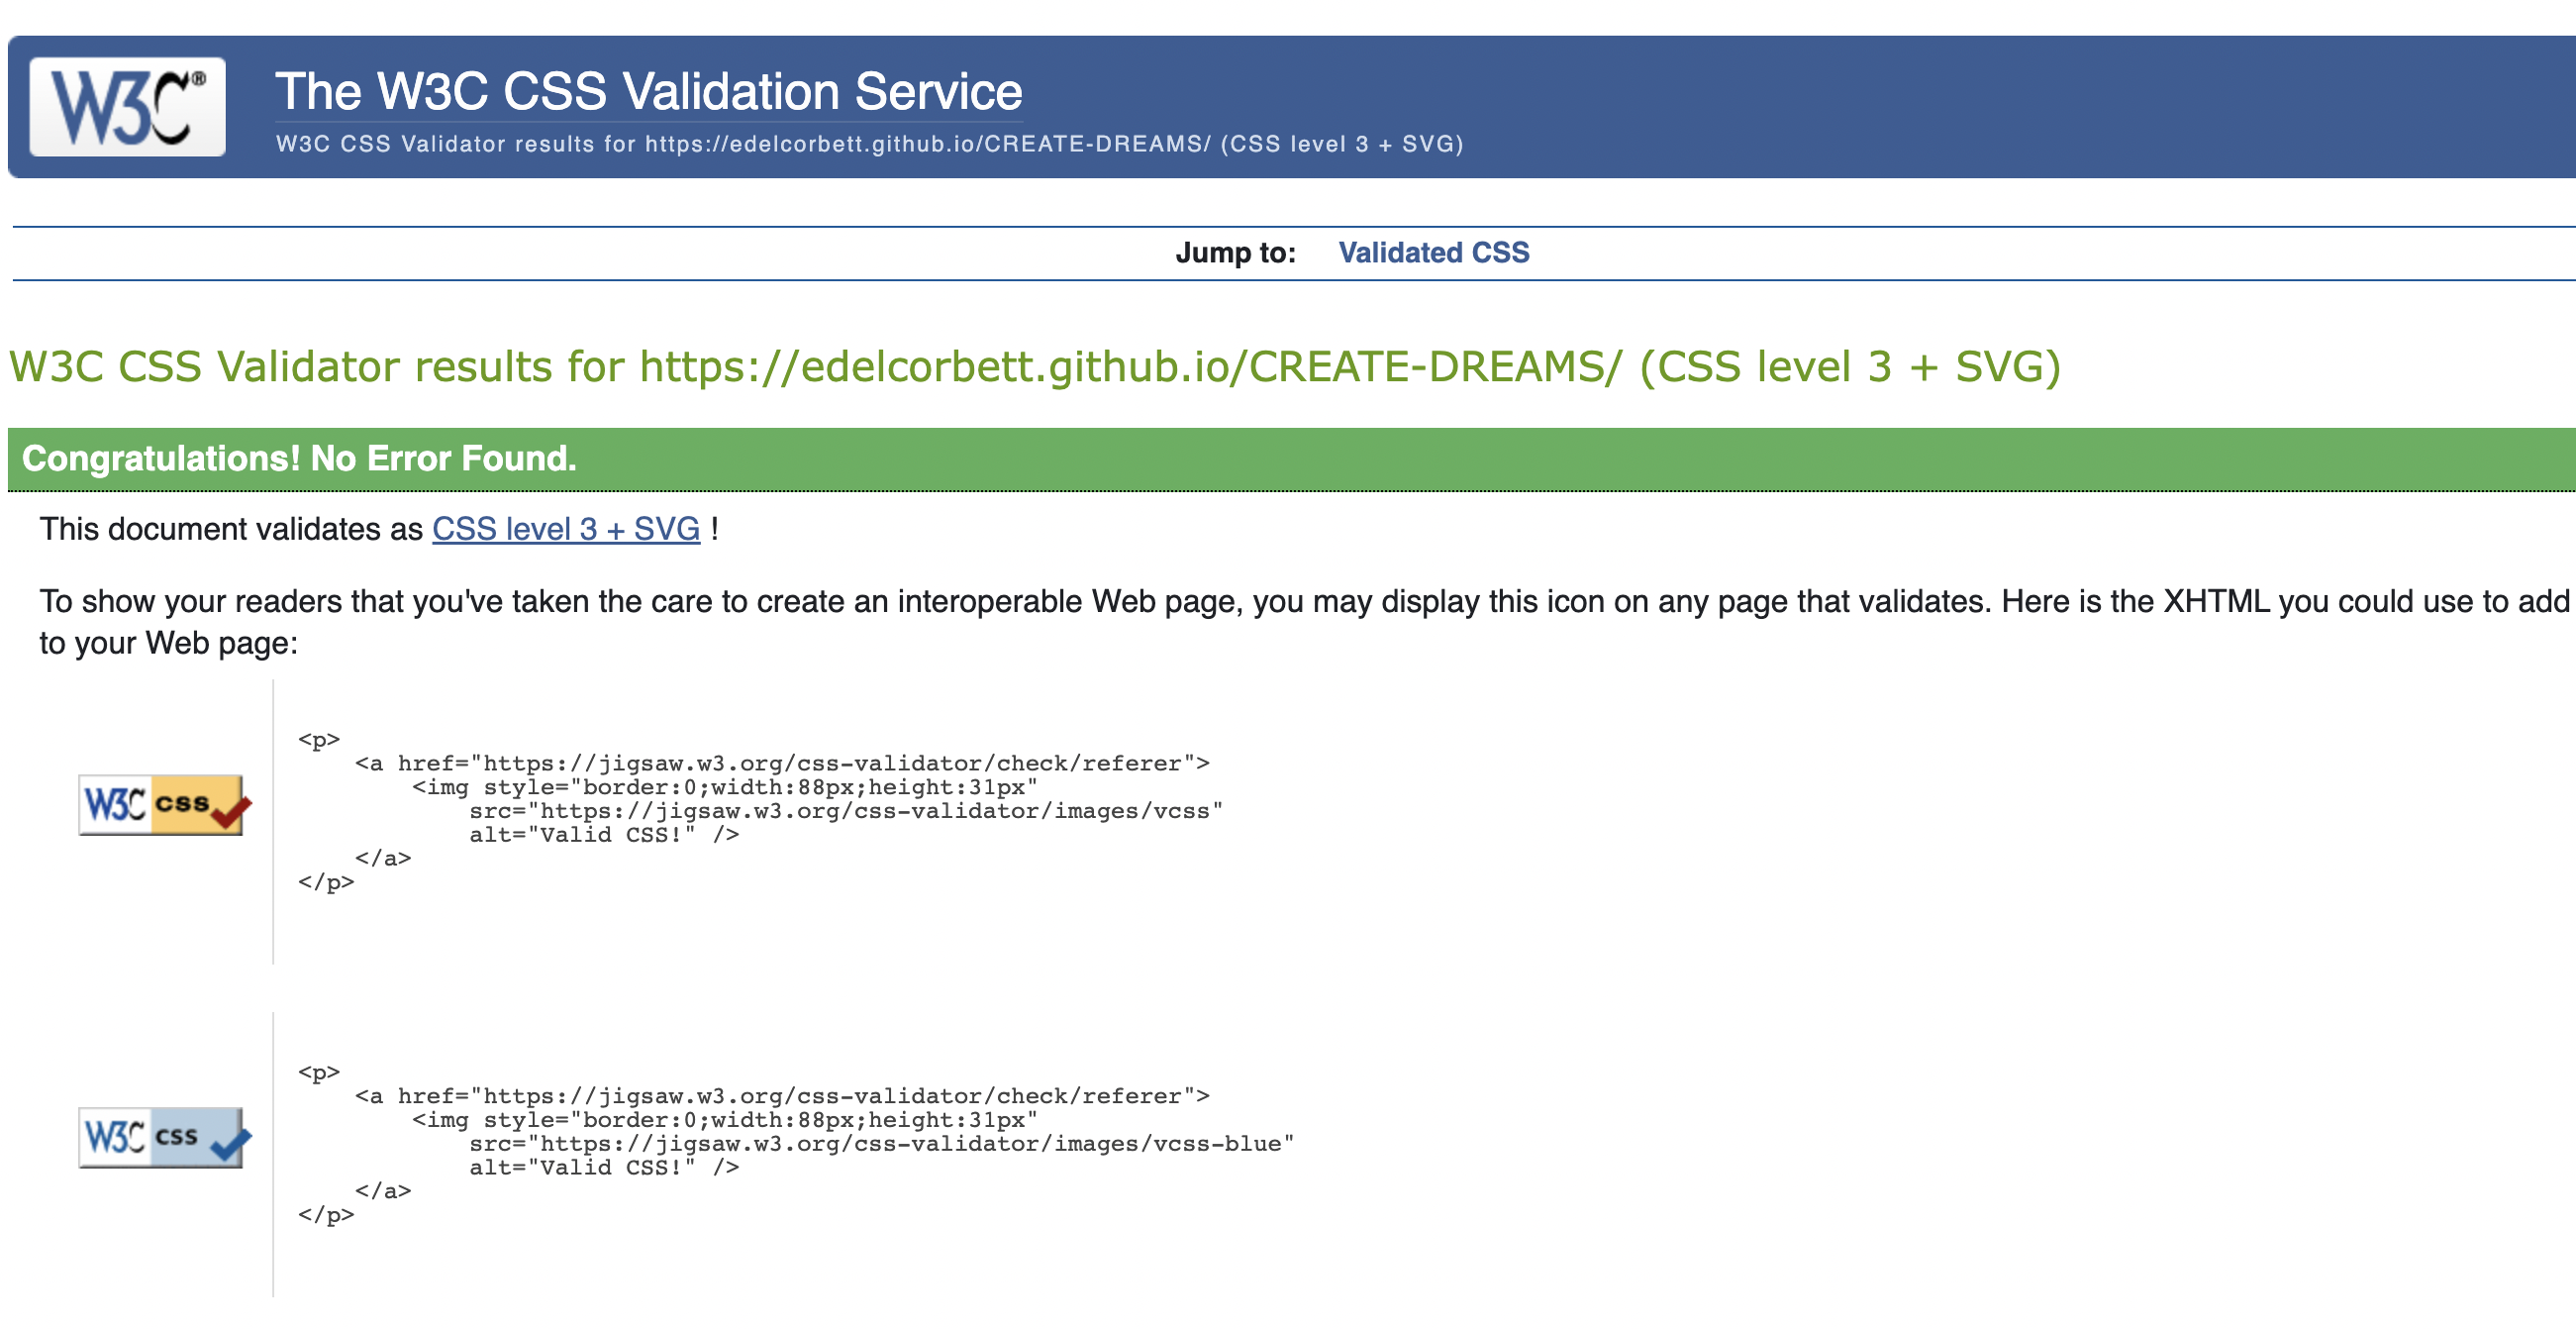 W3C®
The W3C CSS Validation Service
W3C CSS Validator results for https://edelcorbett.github.io/CREATE-DREAMS/ (CSS level 3 + SVG)
Jump to: Validated CSS
W3C CSS Validator results for https://edelcorbett.github.io/CREATE-DREAMS/ (CSS level 3 + SVG)
Congratulations! No Error Found.
This document validates as CSS level 3 + SVG !
To show your readers that you've taken the care to create an interoperable Web page, you may display this icon on any page that validates. Here is the XHTML you could use to add
to your Web page:
W3C css
<p>
    <a href="https://jigsaw.w3.org/css-validator/check/referer">
        <img style="border:0;width:88px;height:31px"
            src="https://jigsaw.w3.org/css-validator/images/vcss"
            alt="Valid CSS!" />
    </a>
</p>
W3C css
<p>
    <a href="https://jigsaw.w3.org/css-validator/check/referer">
        <img style="border:0;width:88px;height:31px"
            src="https://jigsaw.w3.org/css-validator/images/vcss-blue"
            alt="Valid CSS!" />
    </a>
</p>